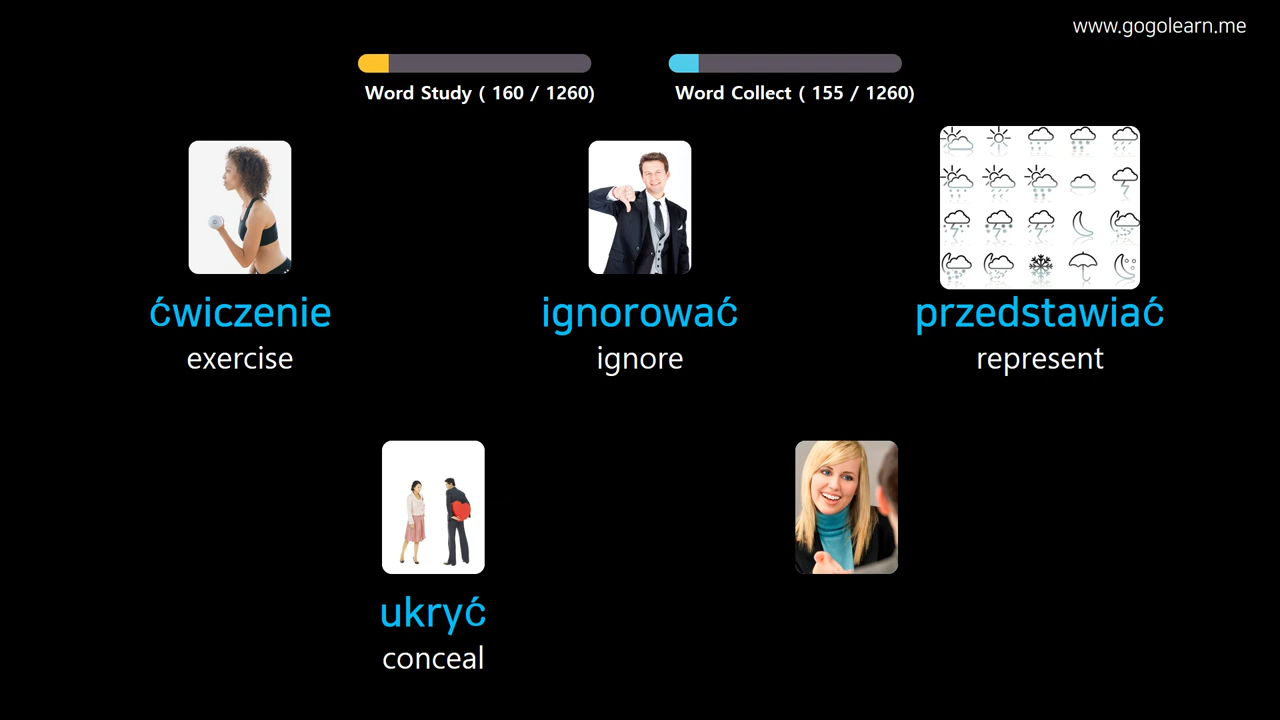 www.gogolearn.me
Word Study ( 160 / 1260)
Word Collect ( 155 / 1260)
ćwiczenie
exercise
ignorować
ignore
przedstawiać
represent
ukryć
conceal